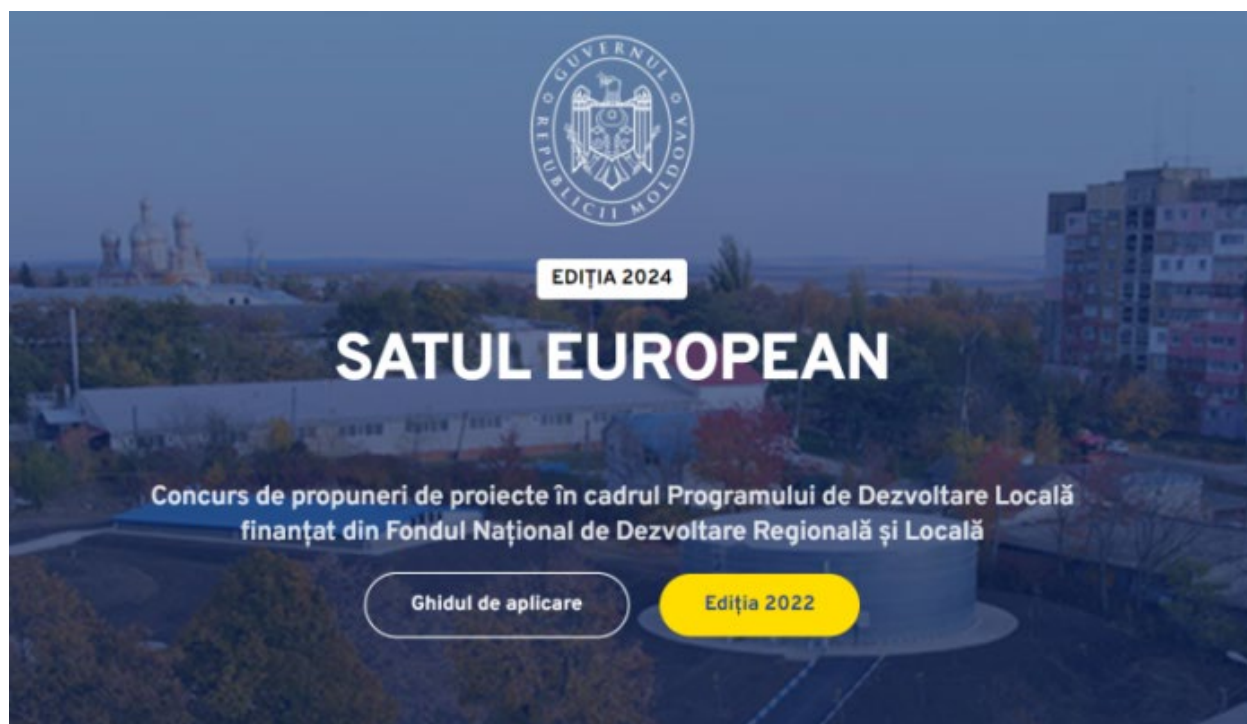 GUVERNUL
REPUBLICII MOLDOVA
EDIȚIA 2024
SATUL EUROPEAN
Concurs de propuneri de proiecte în cadrul Programului de Dezvoltare Locală
finanțat din Fondul Național de Dezvoltare Regională și Locală
Ghidul de aplicare
Ediția 2022